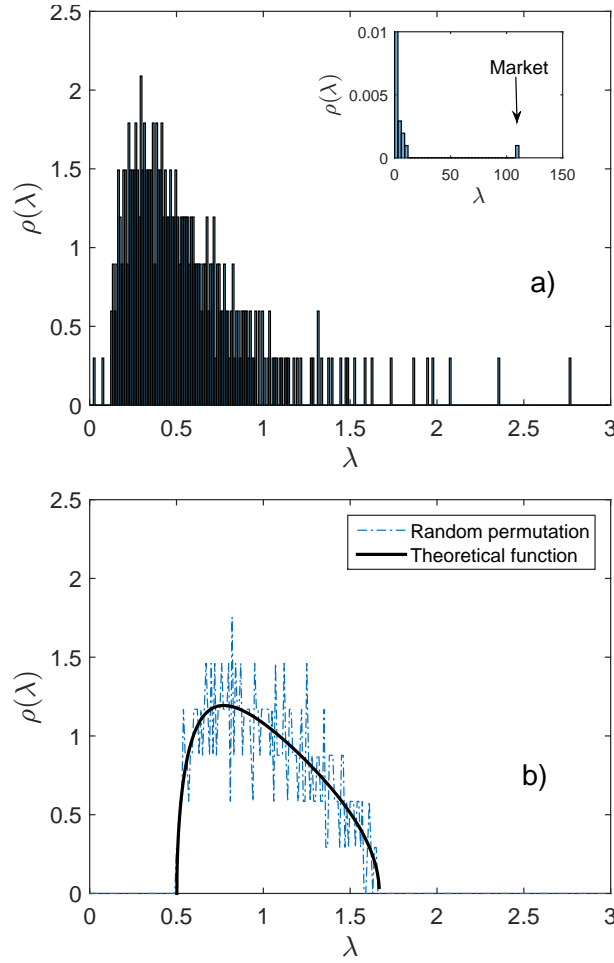 2.5
2
1.5
1
0.5
0
ρ(λ)
0 0.5 1 1.5 2 2.5 3
λ
a)
0.01
0.005
0
ρ(λ)
Market
0 50 100 150
λ
2.5
2
1.5
1
0.5
0
ρ(λ)
Random permutation
Theoretical function
b)
0 0.5 1 1.5 2 2.5 3
λ